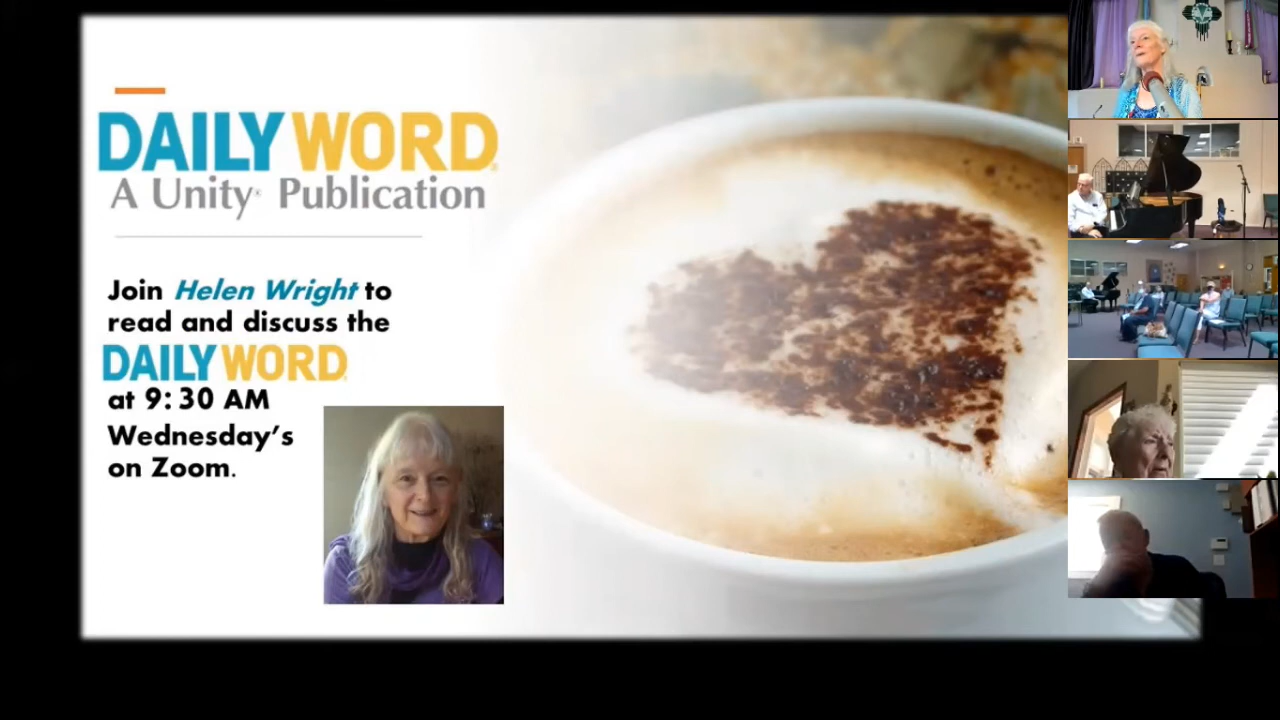 DAILY WORD®
A Unity® Publication
Join Helen Wright to
read and discuss the
DAILY WORD
at 9:30 AM
Wednesday's
on Zoom.